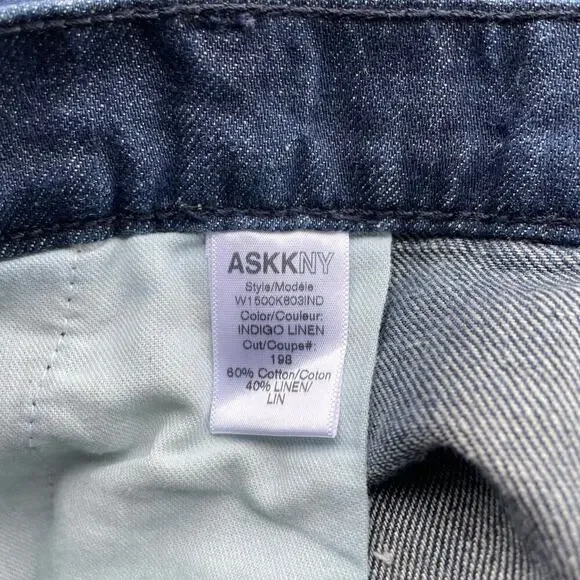 ASKKNY
Style/Modèle
W1500K803IND
Color/Couleur:
INDIGO LINEN
Cut/Coupe#:
198
60% Cotton/Coton
40% LINEN/
LIN